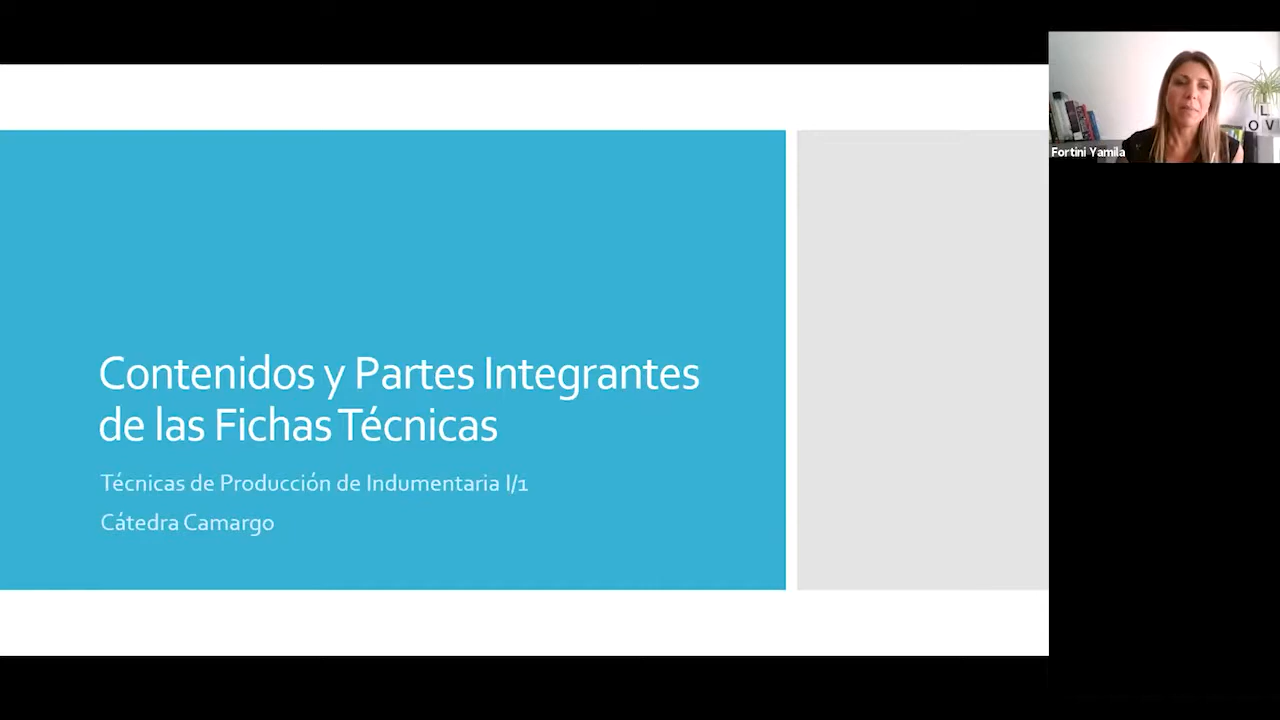 Contenidos y Partes Integrantes
de las Fichas Técnicas
Técnicas de Producción de Indumentaria I/1
Cátedra Camargo
Fortini Yamila
L
O V